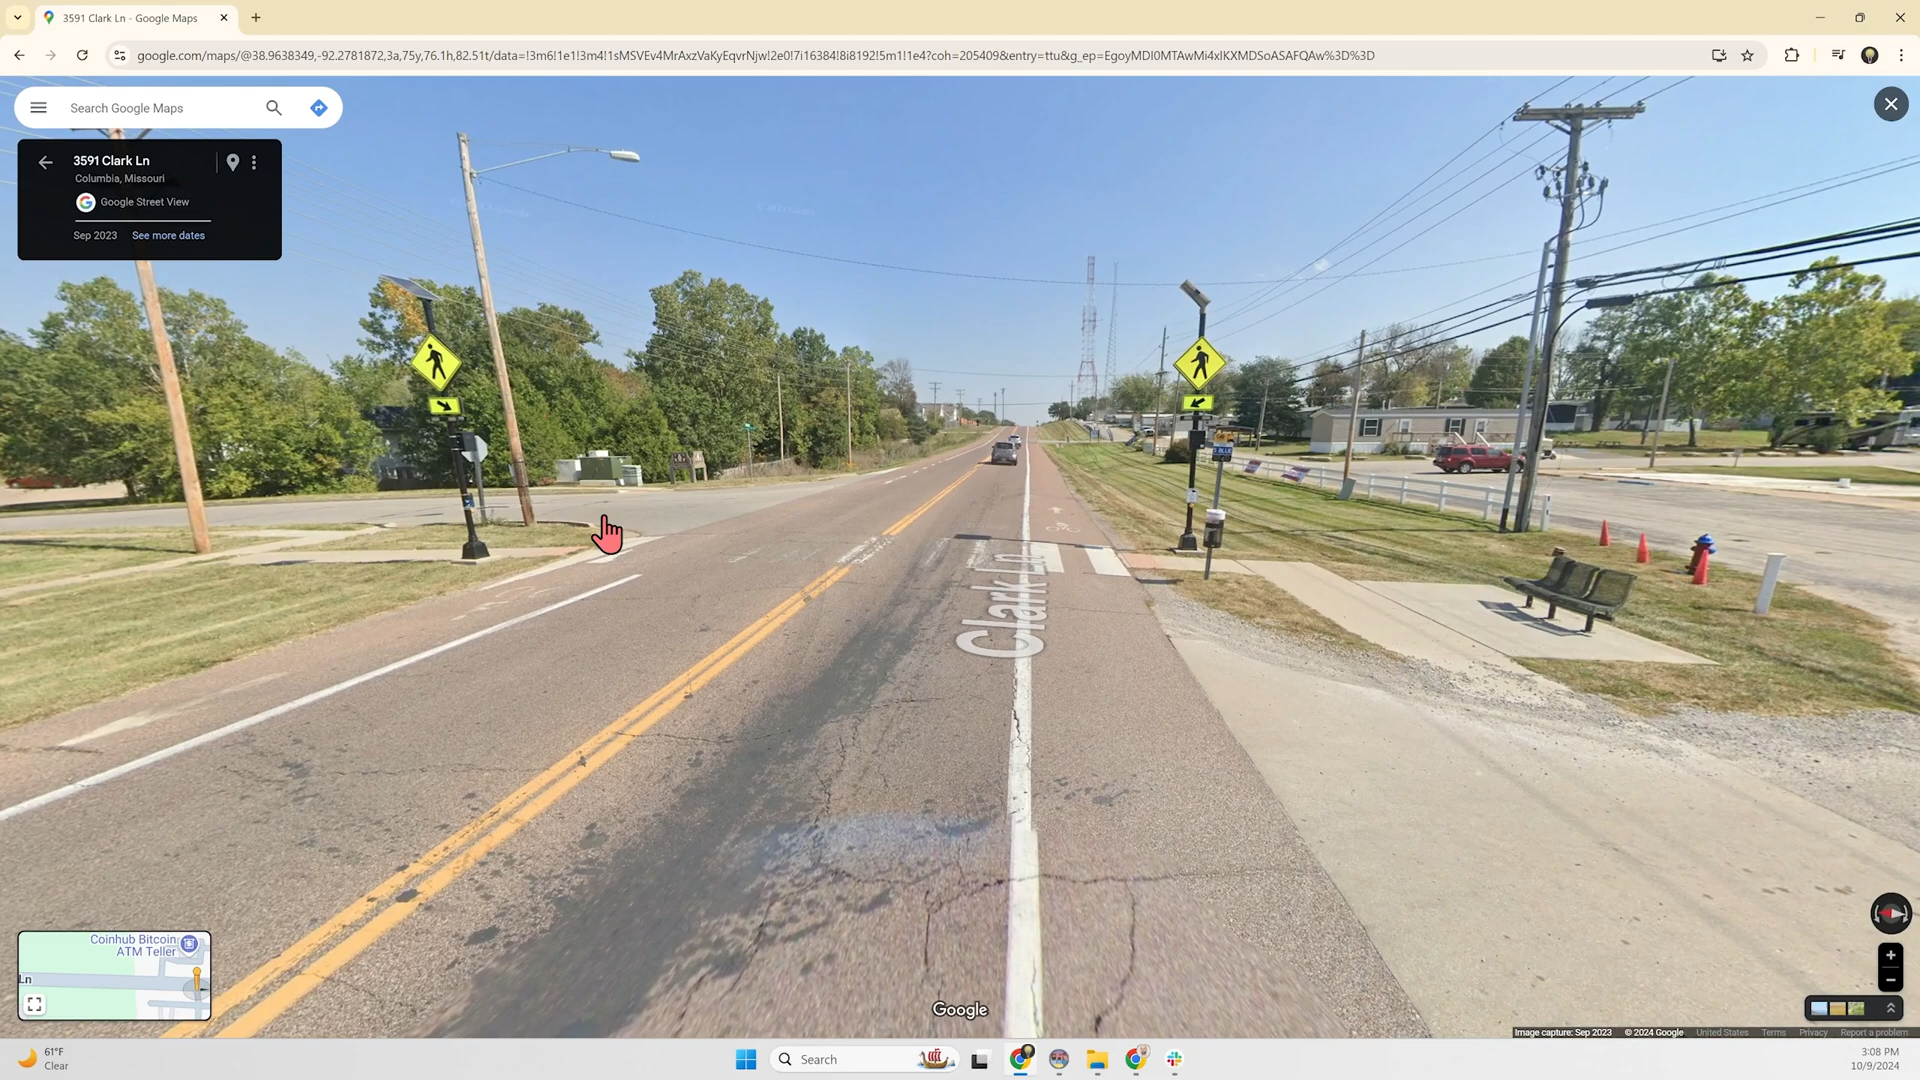 3591 Clark Ln - Google Maps
google.com/maps/@38.9638349,-92.2781872,3a,75y,76.1h,82.51t/data=!3m6!1e1!3m4!1sMSVEv4MrAxzVaKyEqvrNjw!2e0!7i16384!8i8192!5m1!1e4?coh=205409&entry=ttu&g_ep=EgoyMDI0MTAwMi4xIKXMDSoASAFQAw%3D%3D
Search Google Maps
3591 Clark Ln
Columbia, Missouri
Google Street View
Sep 2023 See more dates
Clark Ln
Coinhub Bitcoin
ATM Teller
Ln
Google
Image capture: Sep 2023 © 2024 Google United States Terms Privacy Report a problem
61°F
Clear
Search
3:08 PM
10/9/2024